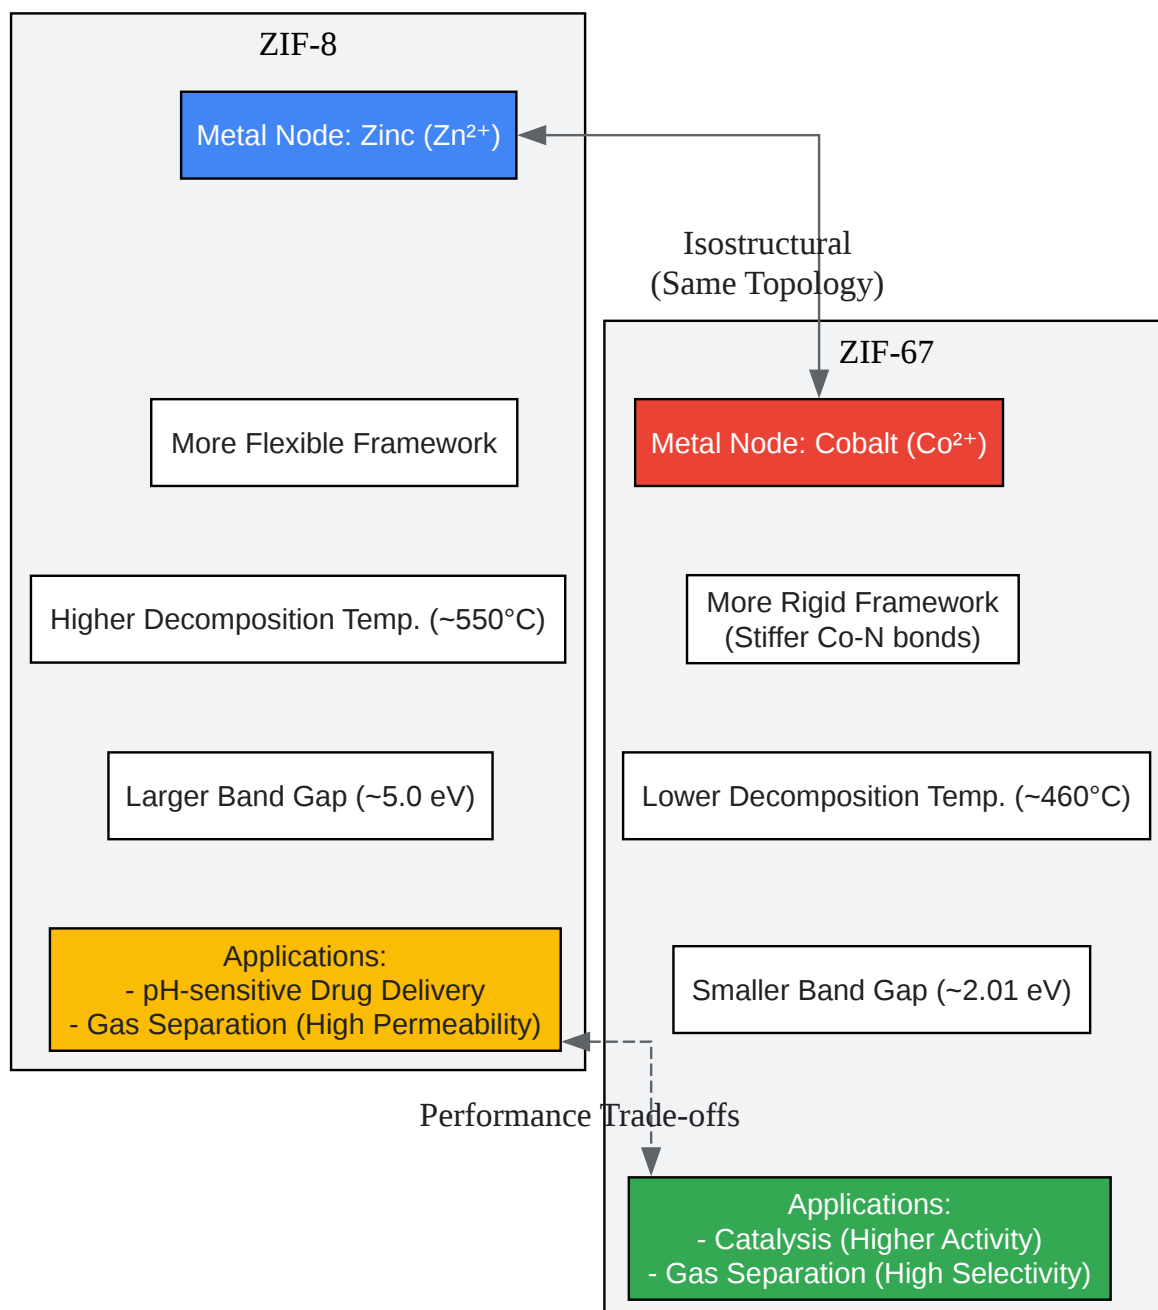 ZIF-8
Metal Node: Zinc (Zn²⁺)
More Flexible Framework
Higher Decomposition Temp. (~550°C)
Larger Band Gap (~5.0 eV)
Applications:
- pH-sensitive Drug Delivery
- Gas Separation (High Permeability)
Isostructural
(Same Topology)
ZIF-67
Metal Node: Cobalt (Co²⁺)
More Rigid Framework
(Stiffer Co-N bonds)
Lower Decomposition Temp. (~460°C)
Smaller Band Gap (~2.01 eV)
Performance Trade-offs
Applications:
- Catalysis (Higher Activity)
- Gas Separation (High Selectivity)